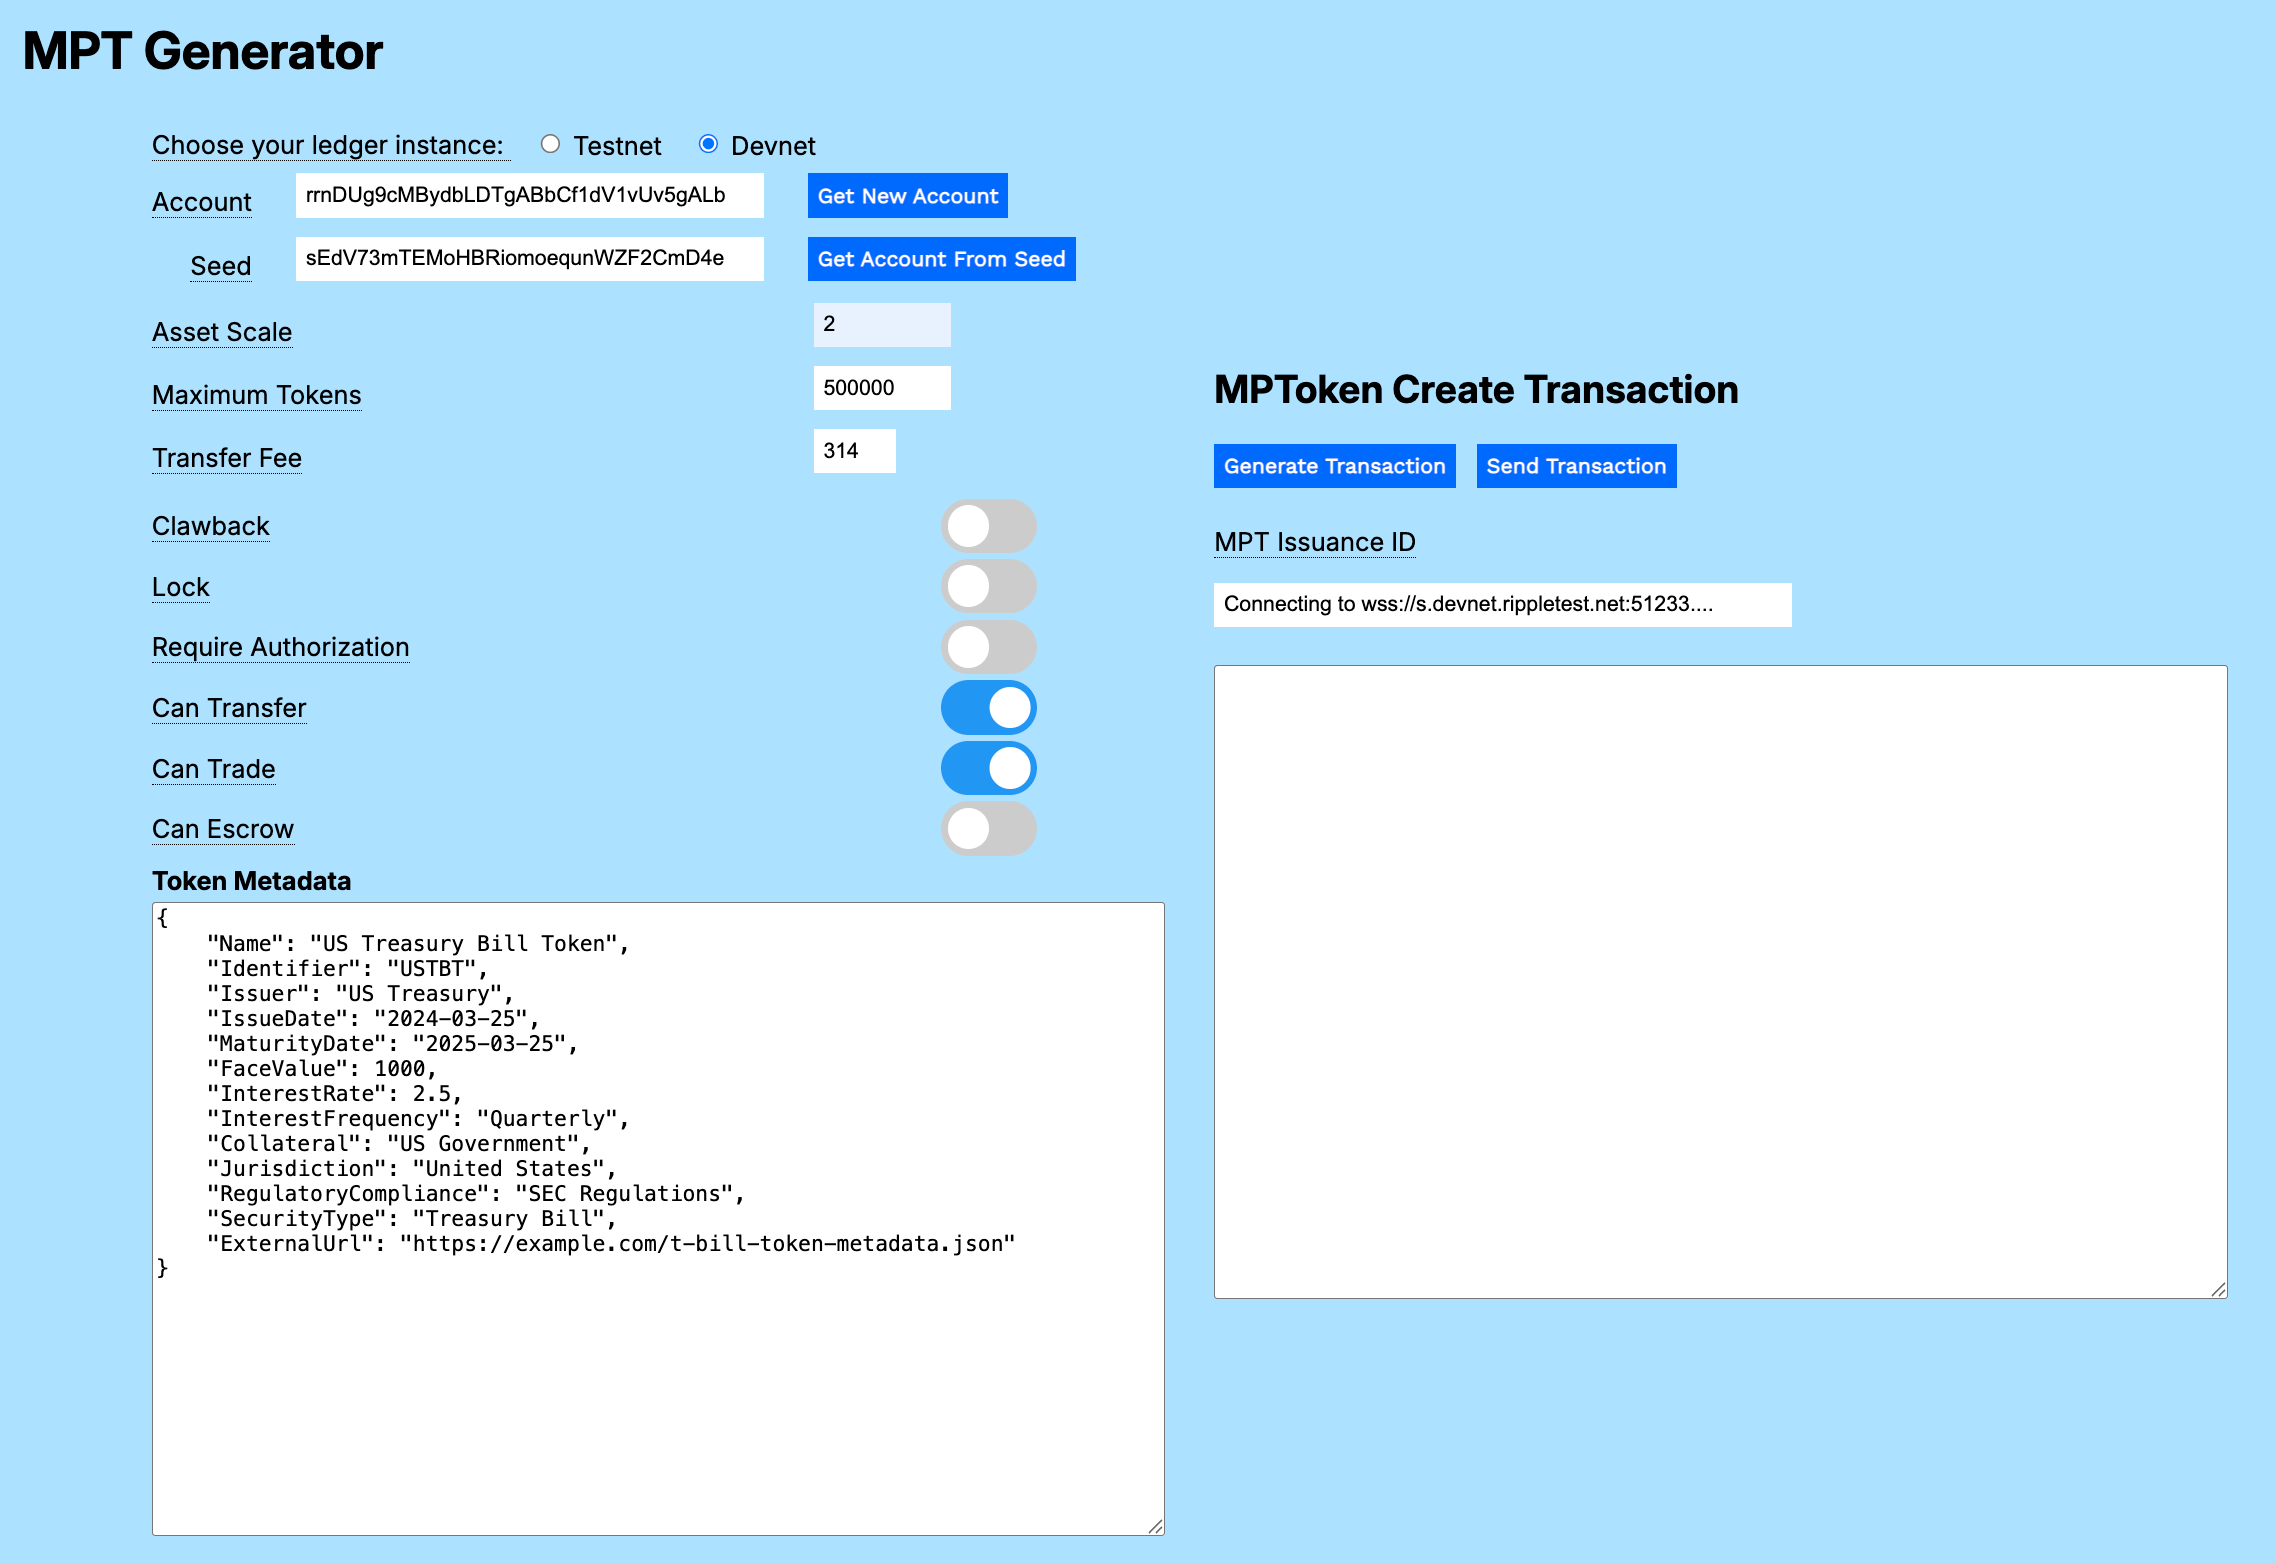 MPT Generator
Choose your ledger instance: Testnet Devnet
Account rrnDUg9cMBydbLDTgABbCf1dV1vUv5gALb Get New Account
Seed sEdV73mTEMoHBRiomoequnWZF2CmD4e Get Account From Seed
Asset Scale 2
Maximum Tokens 500000
Transfer Fee 314
Clawback
Lock
Require Authorization
Can Transfer
Can Trade
Can Escrow
Token Metadata
{
    "Name": "US Treasury Bill Token",
    "Identifier": "USTBT",
    "Issuer": "US Treasury",
    "IssueDate": "2024-03-25",
    "MaturityDate": "2025-03-25",
    "FaceValue": 1000,
    "InterestRate": 2.5,
    "InterestFrequency": "Quarterly",
    "Collateral": "US Government",
    "Jurisdiction": "United States",
    "RegulatoryCompliance": "SEC Regulations",
    "SecurityType": "Treasury Bill",
    "ExternalUrl": "https://example.com/t-bill-token-metadata.json"
}
MPToken Create Transaction
Generate Transaction Send Transaction
MPT Issuance ID
Connecting to wss://s.devnet.rippletest.net:51233....